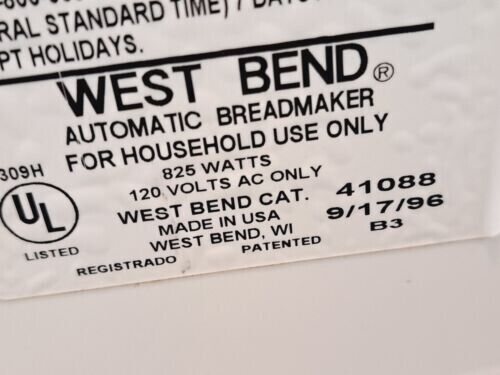 RAL STANDARD TIME) / DAYS
PT HOLIDAYS.
WEST BEND®
AUTOMATIC BREADMAKER
FOR HOUSEHOLD USE ONLY
309H
825 WATTS
120 VOLTS AC ONLY
UL
LISTED
WEST BEND CAT. 41088
MADE IN USA 9/17/96
WEST BEND, WI B3
REGISTRADO PATENTED